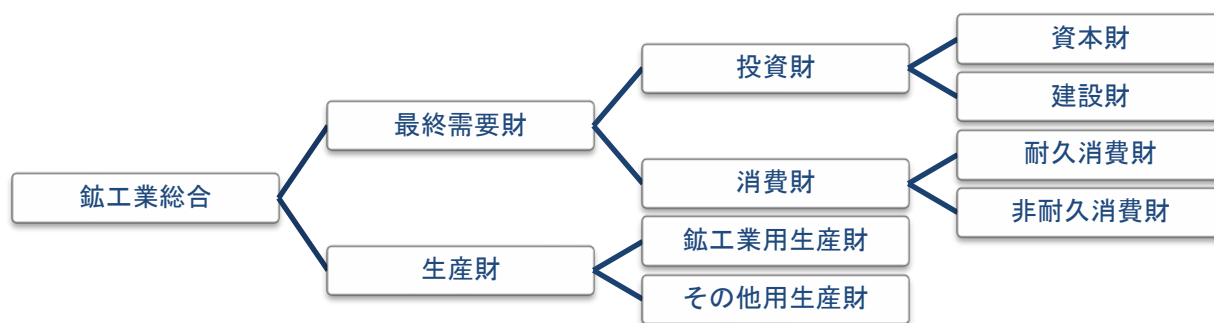 鉱工業総合
最終需要財
投資財
資本財
建設財
消費財
耐久消費財
非耐久消費財
生産財
鉱工業用生産財
その他用生産財